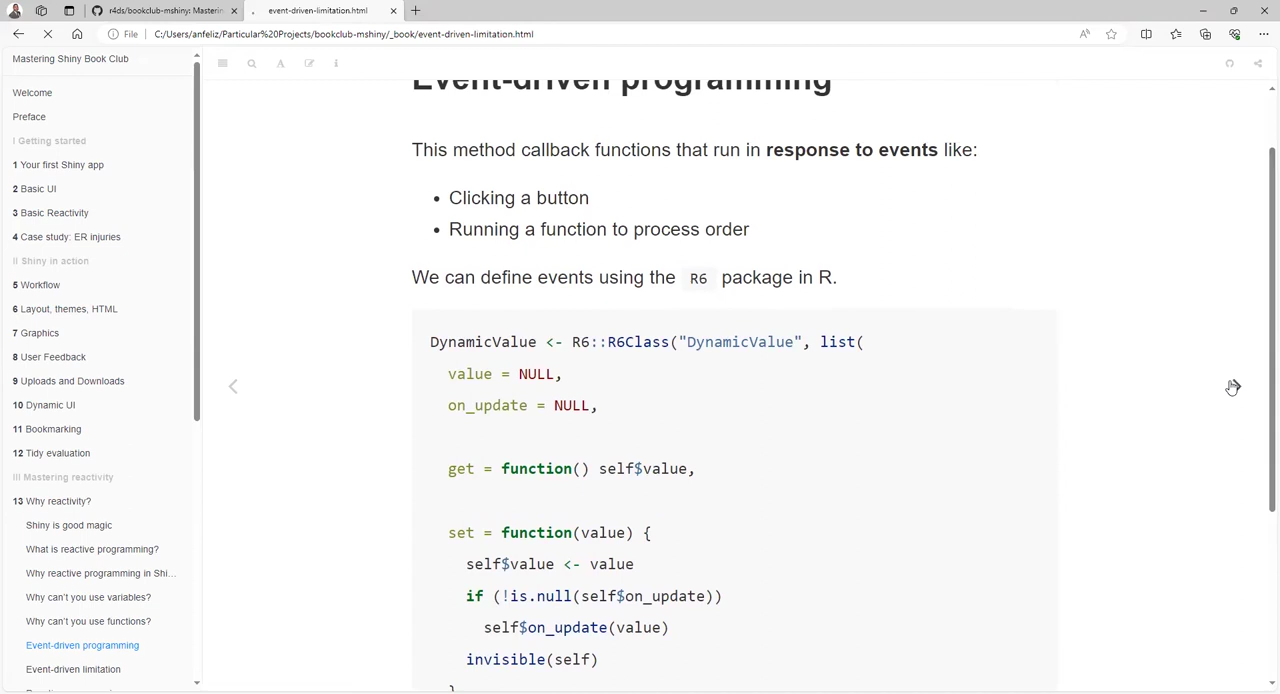 r4ds/bookclub-mshiny: Masterin
event-driven-limitation.html
File
C:/Users/anfeliz/Particular%20Projects/bookclub-mshiny/_book/event-driven-limitation.html
Mastering Shiny Book Club
Welcome
Preface
I Getting started
1 Your first Shiny app
2 Basic UI
3 Basic Reactivity
4 Case study: ER injuries
II Shiny in action
5 Workflow
6 Layout, themes, HTML
7 Graphics
8 User Feedback
9 Uploads and Downloads
10 Dynamic UI
11 Bookmarking
12 Tidy evaluation
III Mastering reactivity
13 Why reactivity?
Shiny is good magic
What is reactive programming?
Why reactive programming in Shi...
Why can't you use variables?
Why can't you use functions?
Event-driven programming
Event-driven limitation
Event-driven programming
This method callback functions that run in response to events like:
• Clicking a button
• Running a function to process order
We can define events using the R6 package in R.
DynamicValue <- R6::R6Class("DynamicValue", list(
value = NULL,
on_update = NULL,
get = function() self$value,
set = function(value) {
self$value <- value
if (!is.null(self$on_update))
self$on_update(value)
invisible(self)
}